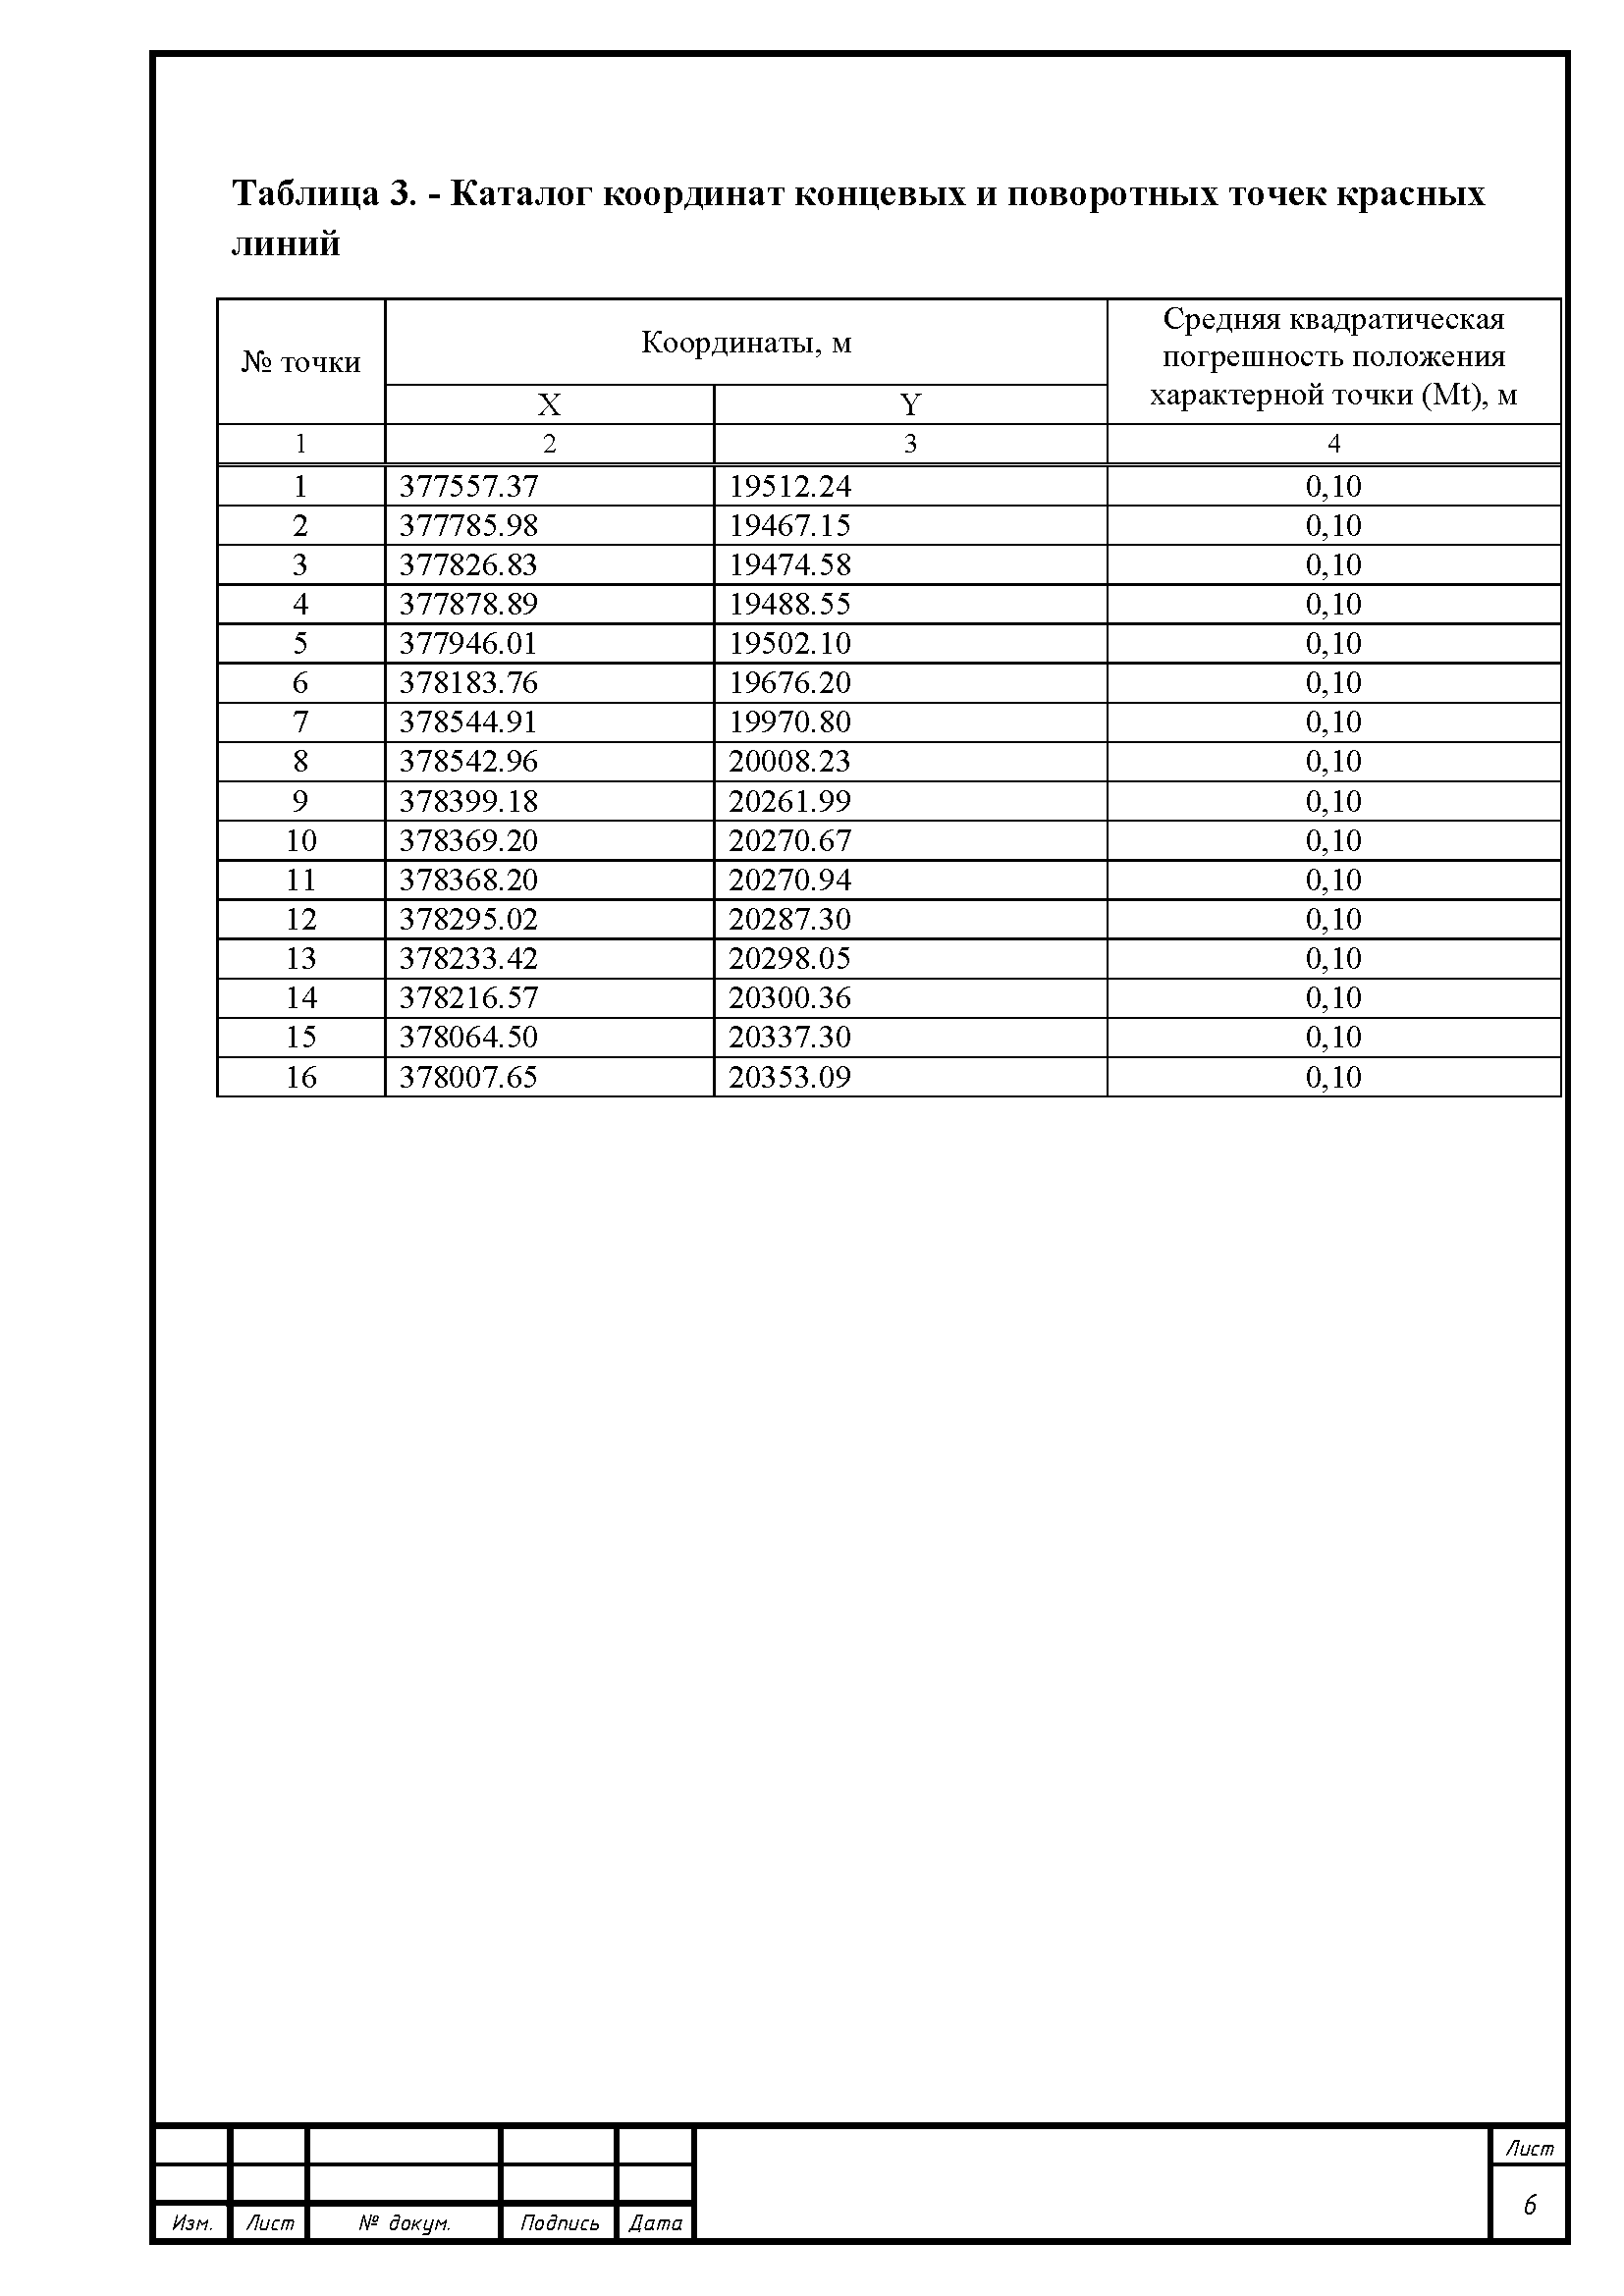 Таблица 3. - Каталог координат концевых и поворотных точек красных
линий
№ точки Координаты, м Средняя квадратическая
погрешность положения
характерной точки (Mt), м
X Y
1 2 3 4
1 377557.37 19512.24 0,10
2 377785.98 19467.15 0,10
3 377826.83 19474.58 0,10
4 377878.89 19488.55 0,10
5 377946.01 19502.10 0,10
6 378183.76 19676.20 0,10
7 378544.91 19970.80 0,10
8 378542.96 20008.23 0,10
9 378399.18 20261.99 0,10
10 378369.20 20270.67 0,10
11 378368.20 20270.94 0,10
12 378295.02 20287.30 0,10
13 378233.42 20298.05 0,10
14 378216.57 20300.36 0,10
15 378064.50 20337.30 0,10
16 378007.65 20353.09 0,10
Лист
6
Изм. Лист № докум. Подпись Дата